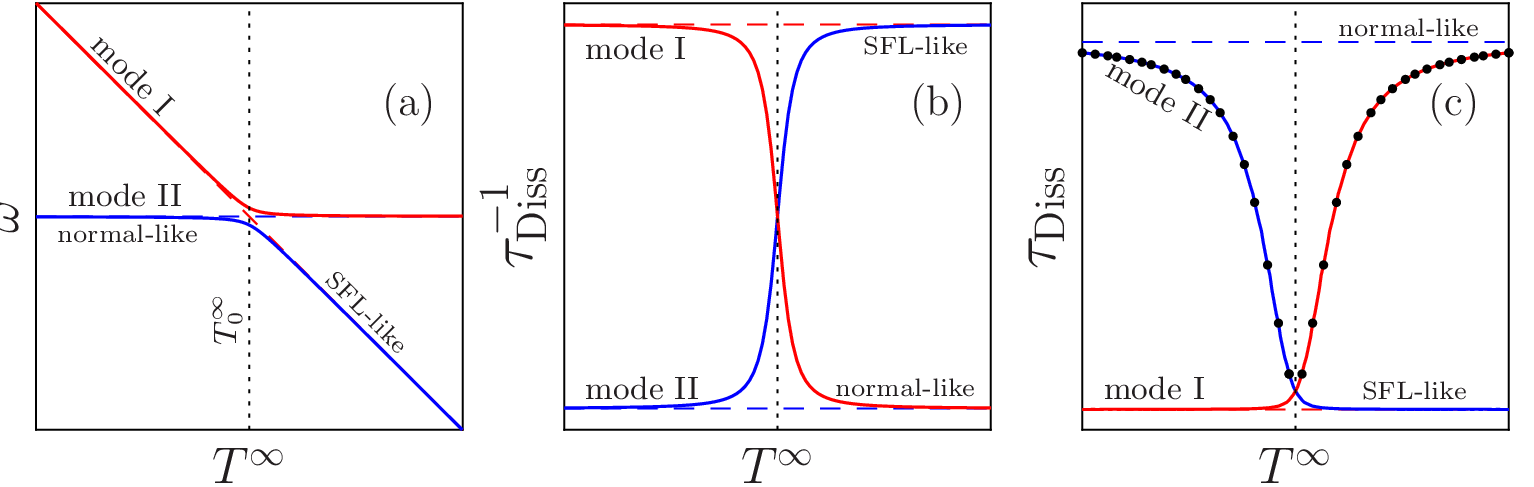 mode I
(a)
mode II
normal-like
SFL-like
T₀^∞
ω
T^∞
mode I
SFL-like
(b)
mode II
normal-like
τ_Diss^−1
T^∞
normal-like
mode II
(c)
mode I
SFL-like
τ_Diss
T^∞